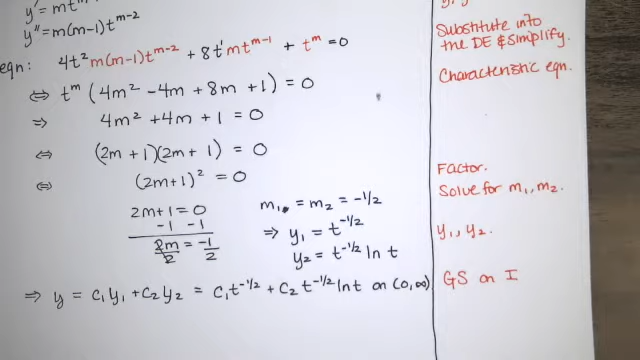 y' = mt
y'' = m(m-1)t^{m-2}
eqn: 4t² m(m-1)t^{m-2} + 8t' mt^{m-1} + t^m = 0
⇔ t^m (4m² - 4m + 8m + 1) = 0
⇒ 4m² + 4m + 1 = 0
⇔ (2m + 1)(2m + 1) = 0
⇔ (2m+1)² = 0
2m+1 = 0
-1 -1
2m/2 = -1/2
m₁ = m₂ = -1/2
⇒ y₁ = t^{-1/2}
y₂ = t^{-1/2} ln t
⇒ y = c₁y₁ + c₂y₂ = c₁t^{-1/2} + c₂ t^{-1/2} ln t on (0, ∞)
Substitute into
the DE & simplify.
Characteristic eqn.
Factor.
Solve for m₁, m₂.
y₁, y₂.
GS on I